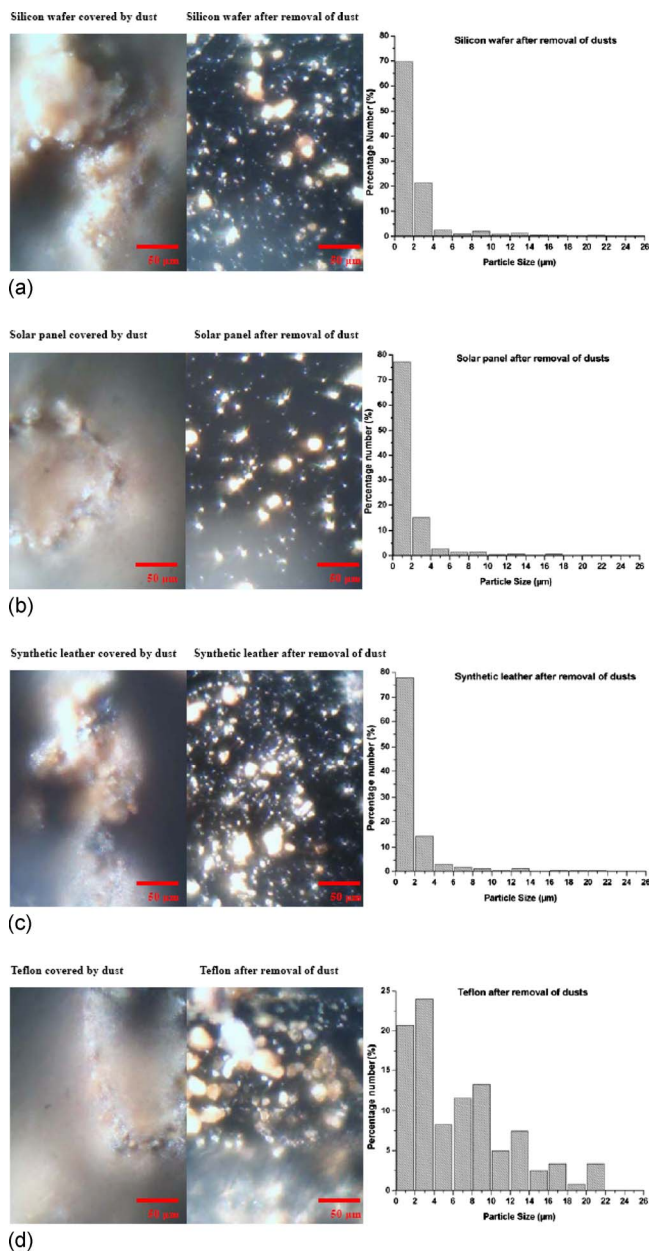 Silicon wafer covered by dust
Silicon wafer after removal of dust
Silicon wafer after removal of dusts
Percentage Number (%)
80
70
60
50
40
30
20
10
0
0 2 4 6 8 10 12 14 16 18 20 22 24 26
Particle Size (μm)
50 μm
50 μm
(a)
Solar panel covered by dust
Solar panel after removal of dust
Solar panel after removal of dusts
Percentage number (%)
80
70
60
50
40
30
20
10
0
0 2 4 6 8 10 12 14 16 18 20 22 24 26
Particle Size (μm)
50 μm
50 μm
(b)
Synthetic leather covered by dust
Synthetic leather after removal of dust
Synthetic leather after removal of dusts
Percentage number (%)
80
70
60
50
40
30
20
10
0
0 2 4 6 8 10 12 14 16 18 20 22 24 26
Particle Size (μm)
50 μm
50 μm
(c)
Teflon covered by dust
Teflon after removal of dust
Teflon after removal of dusts
Percentage number (%)
25
20
15
10
5
0
0 2 4 6 8 10 12 14 16 18 20 22 24 26
Particle Size (μm)
50 μm
50 μm
(d)